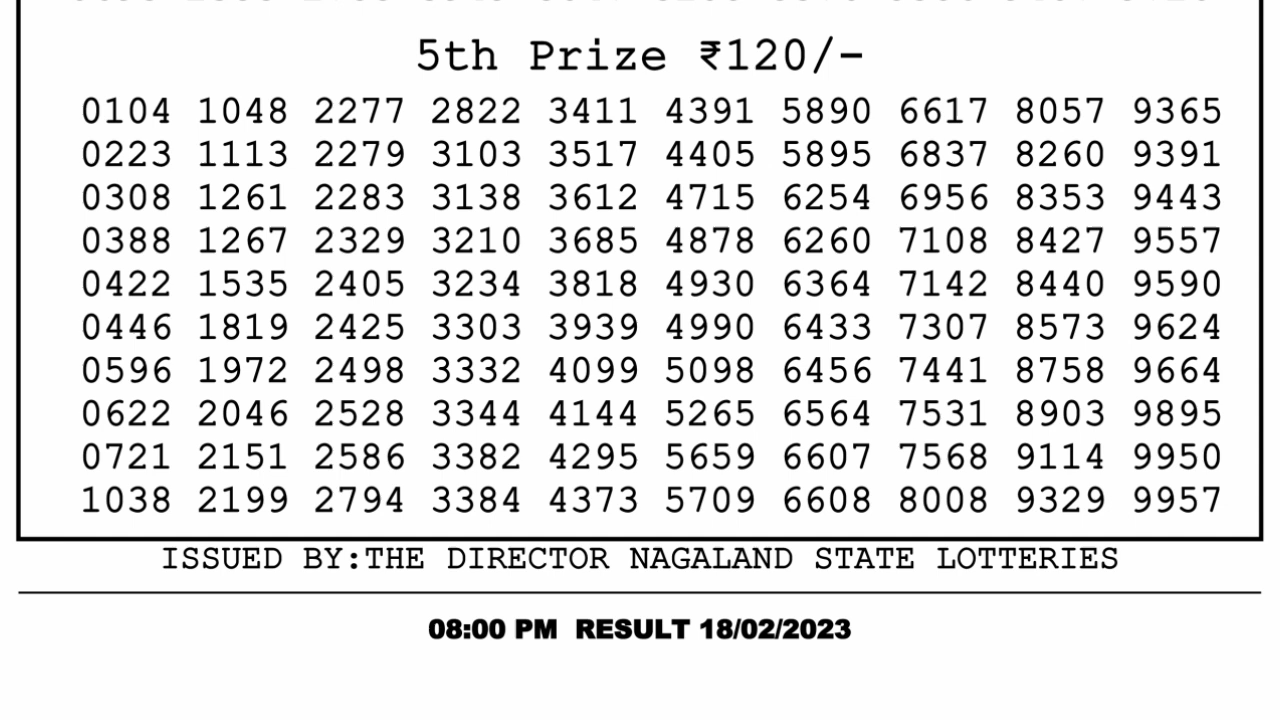 5th Prize ₹120/-
0104 1048 2277 2822 3411 4391 5890 6617 8057 9365
0223 1113 2279 3103 3517 4405 5895 6837 8260 9391
0308 1261 2283 3138 3612 4715 6254 6956 8353 9443
0388 1267 2329 3210 3685 4878 6260 7108 8427 9557
0422 1535 2405 3234 3818 4930 6364 7142 8440 9590
0446 1819 2425 3303 3939 4990 6433 7307 8573 9624
0596 1972 2498 3332 4099 5098 6456 7441 8758 9664
0622 2046 2528 3344 4144 5265 6564 7531 8903 9895
0721 2151 2586 3382 4295 5659 6607 7568 9114 9950
1038 2199 2794 3384 4373 5709 6608 8008 9329 9957
ISSUED BY:THE DIRECTOR NAGALAND STATE LOTTERIES
08:00 PM RESULT 18/02/2023